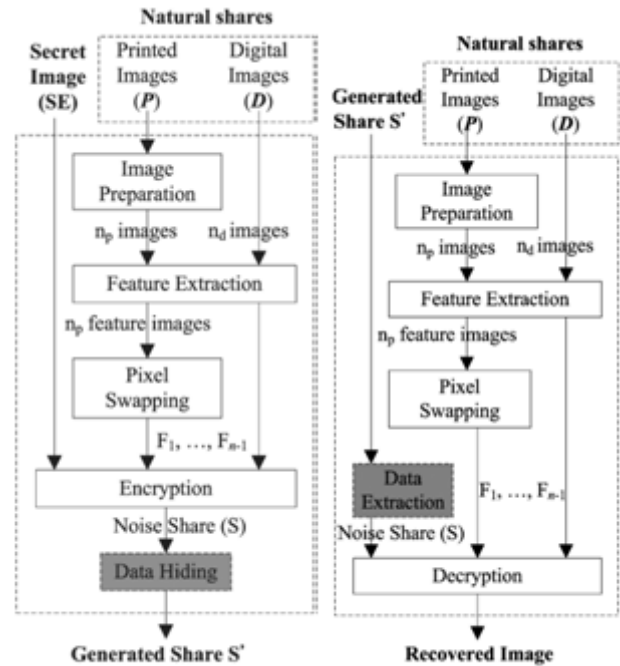 Natural shares
Secret
Image
(SE)
Printed
Images
(P)
Digital
Images
(D)
Image
Preparation
nₚ images
n_d images
Feature Extraction
nₚ feature images
Pixel
Swapping
F₁, …, Fₙ₋₁
Encryption
Noise Share (S)
Data Hiding
Generated Share S'
Natural shares
Generated
Share S'
Printed
Images
(P)
Digital
Images
(D)
Image
Preparation
nₚ images
n_d images
Feature Extraction
nₚ feature images
Pixel
Swapping
Data
Extraction
F₁, …, Fₙ₋₁
Noise Share (S)
Decryption
Recovered Image